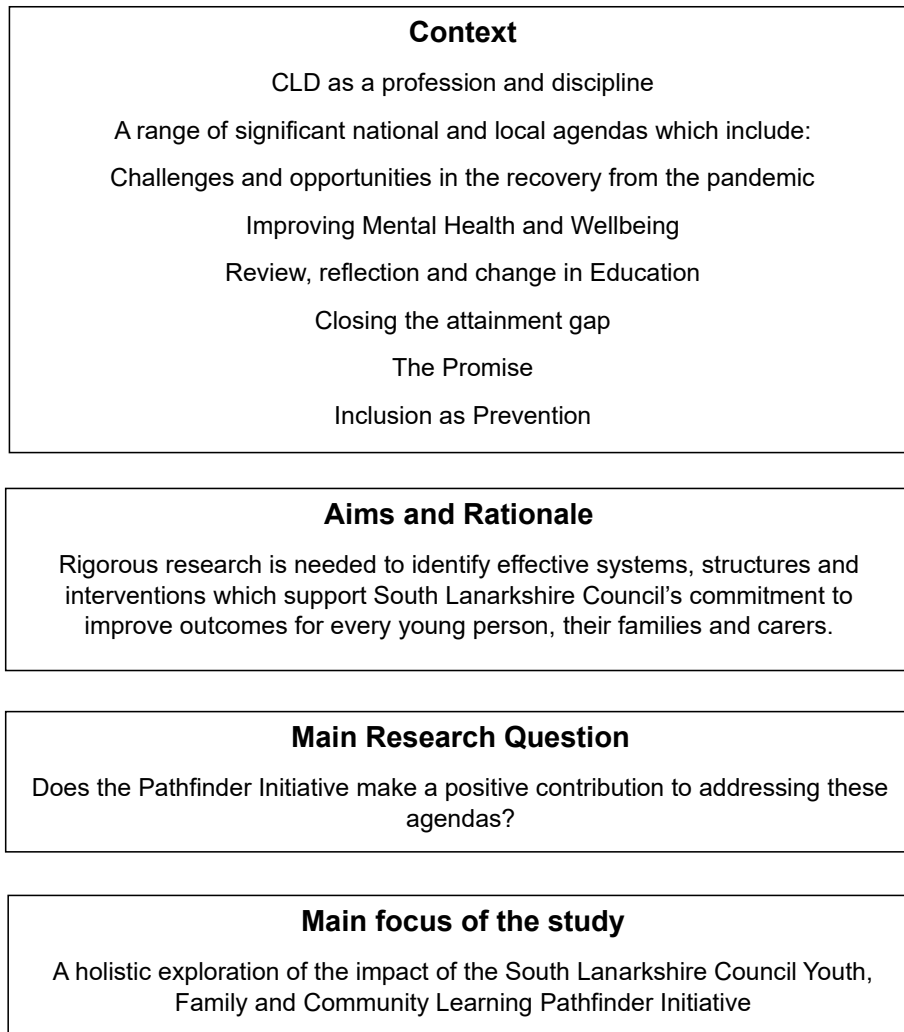 Context
CLD as a profession and discipline
A range of significant national and local agendas which include:
Challenges and opportunities in the recovery from the pandemic
Improving Mental Health and Wellbeing
Review, reflection and change in Education
Closing the attainment gap
The Promise
Inclusion as Prevention
Aims and Rationale
Rigorous research is needed to identify effective systems, structures and
interventions which support South Lanarkshire Council’s commitment to
improve outcomes for every young person, their families and carers.
Main Research Question
Does the Pathfinder Initiative make a positive contribution to addressing these
agendas?
Main focus of the study
A holistic exploration of the impact of the South Lanarkshire Council Youth,
Family and Community Learning Pathfinder Initiative